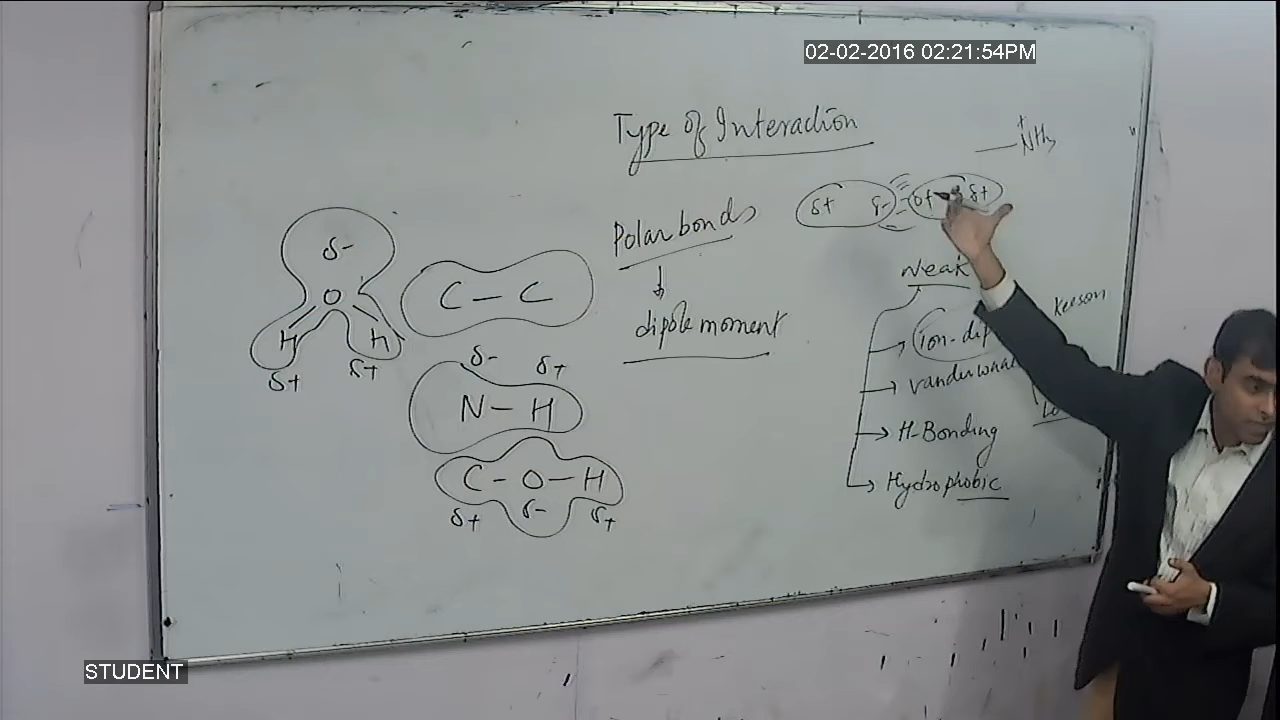 02-02-2016 02:21:54PM
Type of Interaction
+
NH3
δ+ δ- δ+ δ+
Polar bonds
dipole moment
δ-
O
H H
δ+ δ+
C - C
δ- δ+
N - H
C - O - H
δ+ δ- δ+
Weak
Keeson
ion-dip
vanderwaa
H-Bonding
Hydrophobic
STUDENT